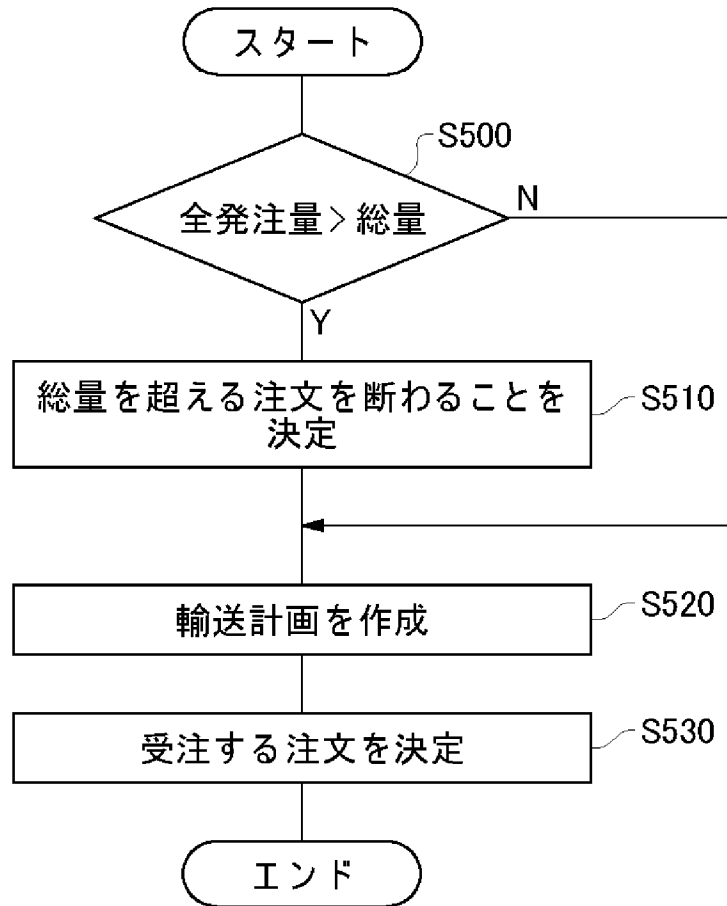 スタート
S500
全発注量＞総量
N
Y
総量を超える注文を断わることを
決定
S510
輸送計画を作成
S520
受注する注文を決定
S530
エンド